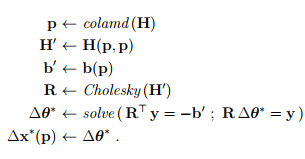 p ← colamd (H)
H′ ← H(p, p)
b′ ← b(p)
R ← Cholesky (H′)
Δθ* ← solve ( R⊤ y = −b′ ; R Δθ* = y )
Δx*(p) ← Δθ* .